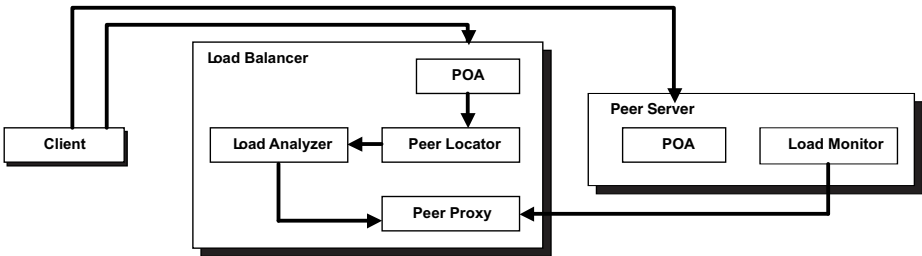 Load Balancer
POA
Peer Server
Client
Load Analyzer
Peer Locator
POA
Load Monitor
Peer Proxy